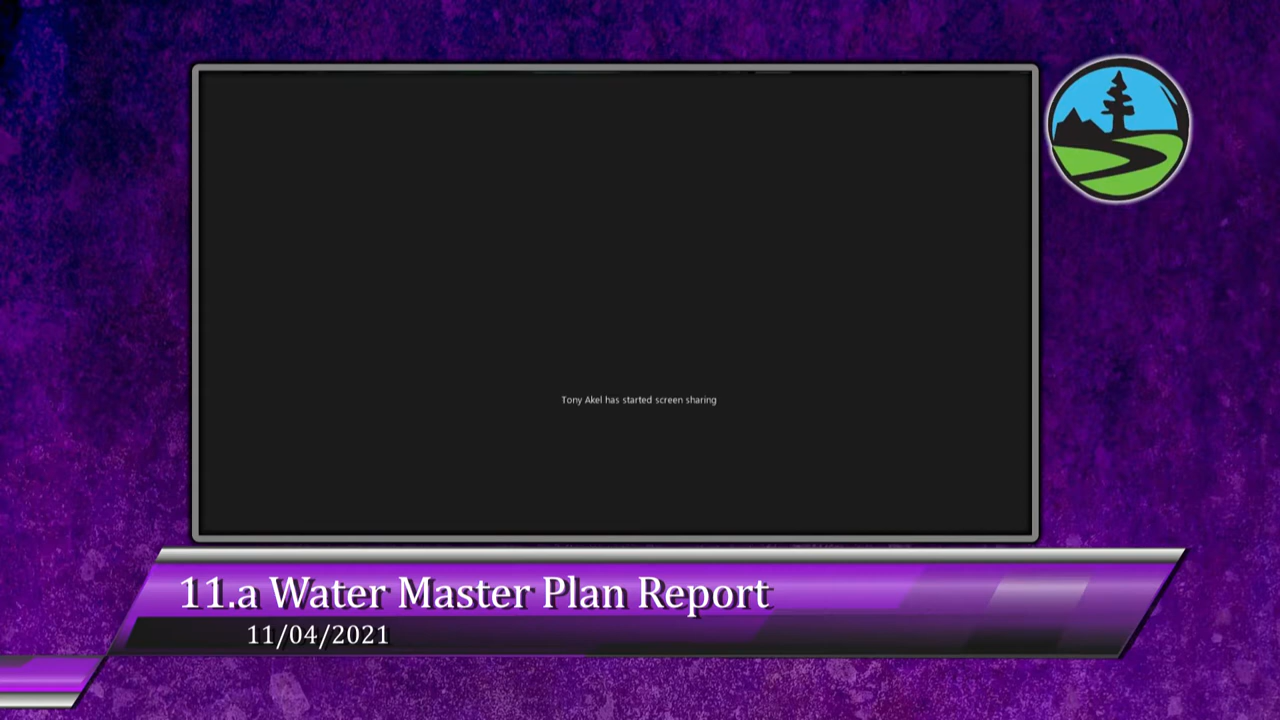 Tony Akel has started screen sharing
11.a Water Master Plan Report
11/04/2021